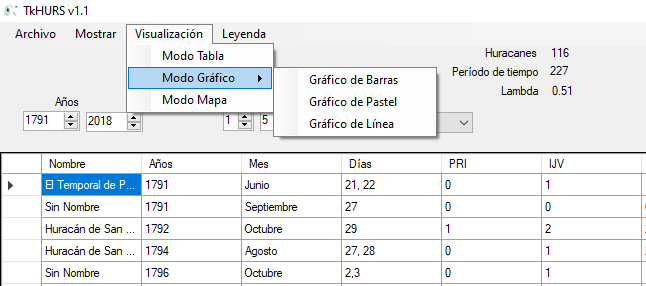 TkHURS v1.1
Archivo Mostrar Visualización Leyenda
Modo Tabla
Modo Gráfico
Modo Mapa
Gráfico de Barras
Gráfico de Pastel
Gráfico de Línea
Huracanes 116
Período de tiempo 227
Lambda 0.51
Años
1791 2018 1 5
Nombre Años Mes Días PRI IJV
El Temporal de P... 1791 Junio 21, 22 0 1
Sin Nombre 1791 Septiembre 27 0 0
Huracán de San ... 1792 Octubre 29 1 2
Huracán de San ... 1794 Agosto 27, 28 0 1
Sin Nombre 1796 Octubre 2,3 0 1